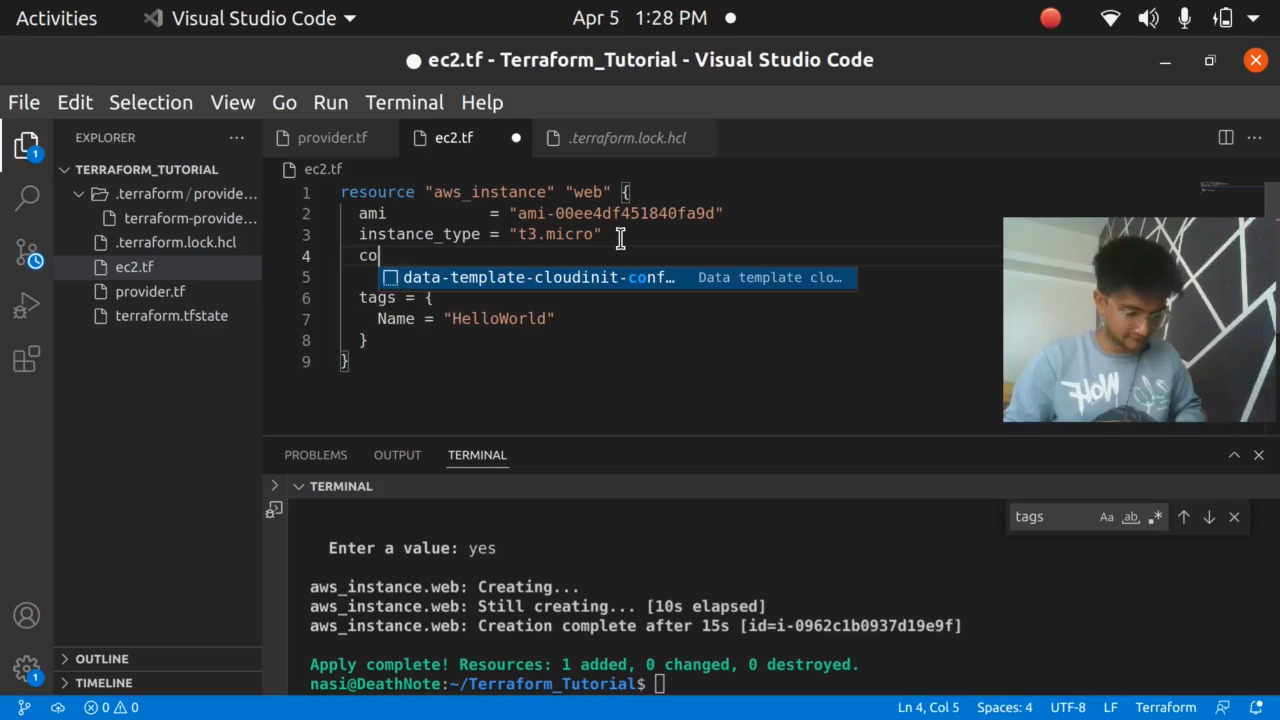 Activities
Visual Studio Code
Apr 5 1:28 PM
ec2.tf - Terraform_Tutorial - Visual Studio Code
File Edit Selection View Go Run Terminal Help
EXPLORER
provider.tf
ec2.tf
.terraform.lock.hcl
TERRAFORM_TUTORIAL
.terraform / provide...
terraform-provide...
.terraform.lock.hcl
ec2.tf
provider.tf
terraform.tfstate
ec2.tf
1 resource "aws_instance" "web" {
2 ami = "ami-00ee4df451840fa9d"
3 instance_type = "t3.micro"
4 co
data-template-cloudinit-conf... Data template clo...
5
6 tags = {
7 Name = "HelloWorld"
8 }
9 }
WOLF
PROBLEMS OUTPUT TERMINAL
TERMINAL
tags
Aa ab
Enter a value: yes
aws_instance.web: Creating...
aws_instance.web: Still creating... [10s elapsed]
aws_instance.web: Creation complete after 15s [id=i-0962c1b0937d19e9f]
Apply complete! Resources: 1 added, 0 changed, 0 destroyed.
nasi@DeathNote:~/Terraform_Tutorial$
1
1
OUTLINE
TIMELINE
0 0
Ln 4, Col 5
Spaces: 4
UTF-8
LF
Terraform